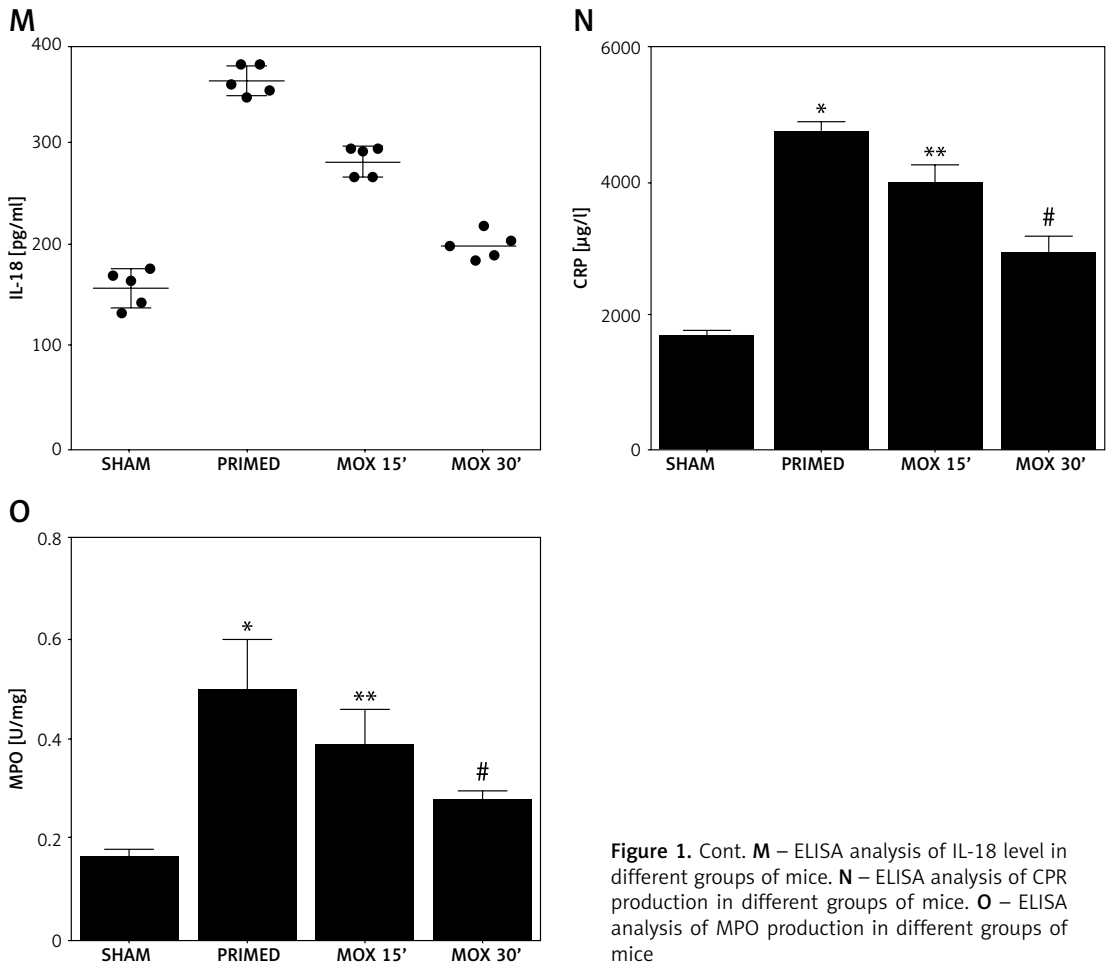 M
400
300
200
100
0
IL-18 [pg/ml]
SHAM PRIMED MOX 15’ MOX 30’
N
6000
4000
2000
0
CRP [µg/l]
*
**
#
SHAM PRIMED MOX 15’ MOX 30’
O
0.8
0.6
0.4
0.2
0
MPO [U/mg]
*
**
#
SHAM PRIMED MOX 15’ MOX 30’
Figure 1. Cont. M – ELISA analysis of IL-18 level in
different groups of mice. N – ELISA analysis of CPR
production in different groups of mice. O – ELISA
analysis of MPO production in different groups of
mice